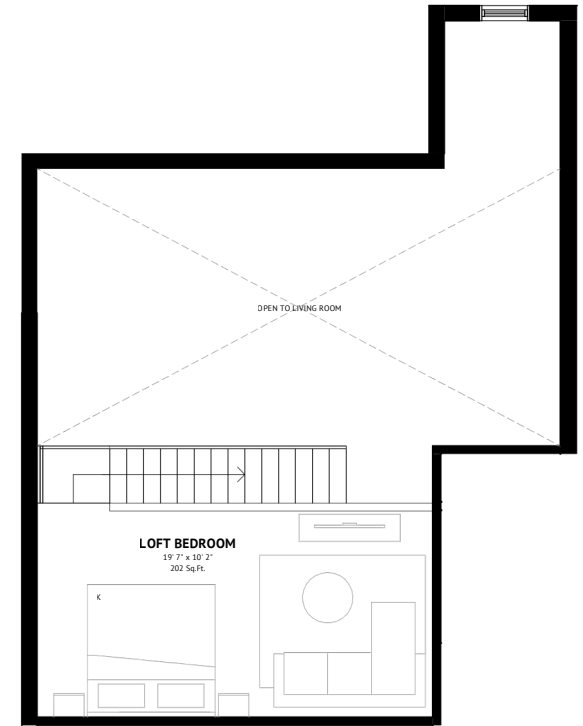 OPEN TO LIVING ROOM
LOFT BEDROOM
19' 7" x 10' 2"
202 Sq.Ft.
K